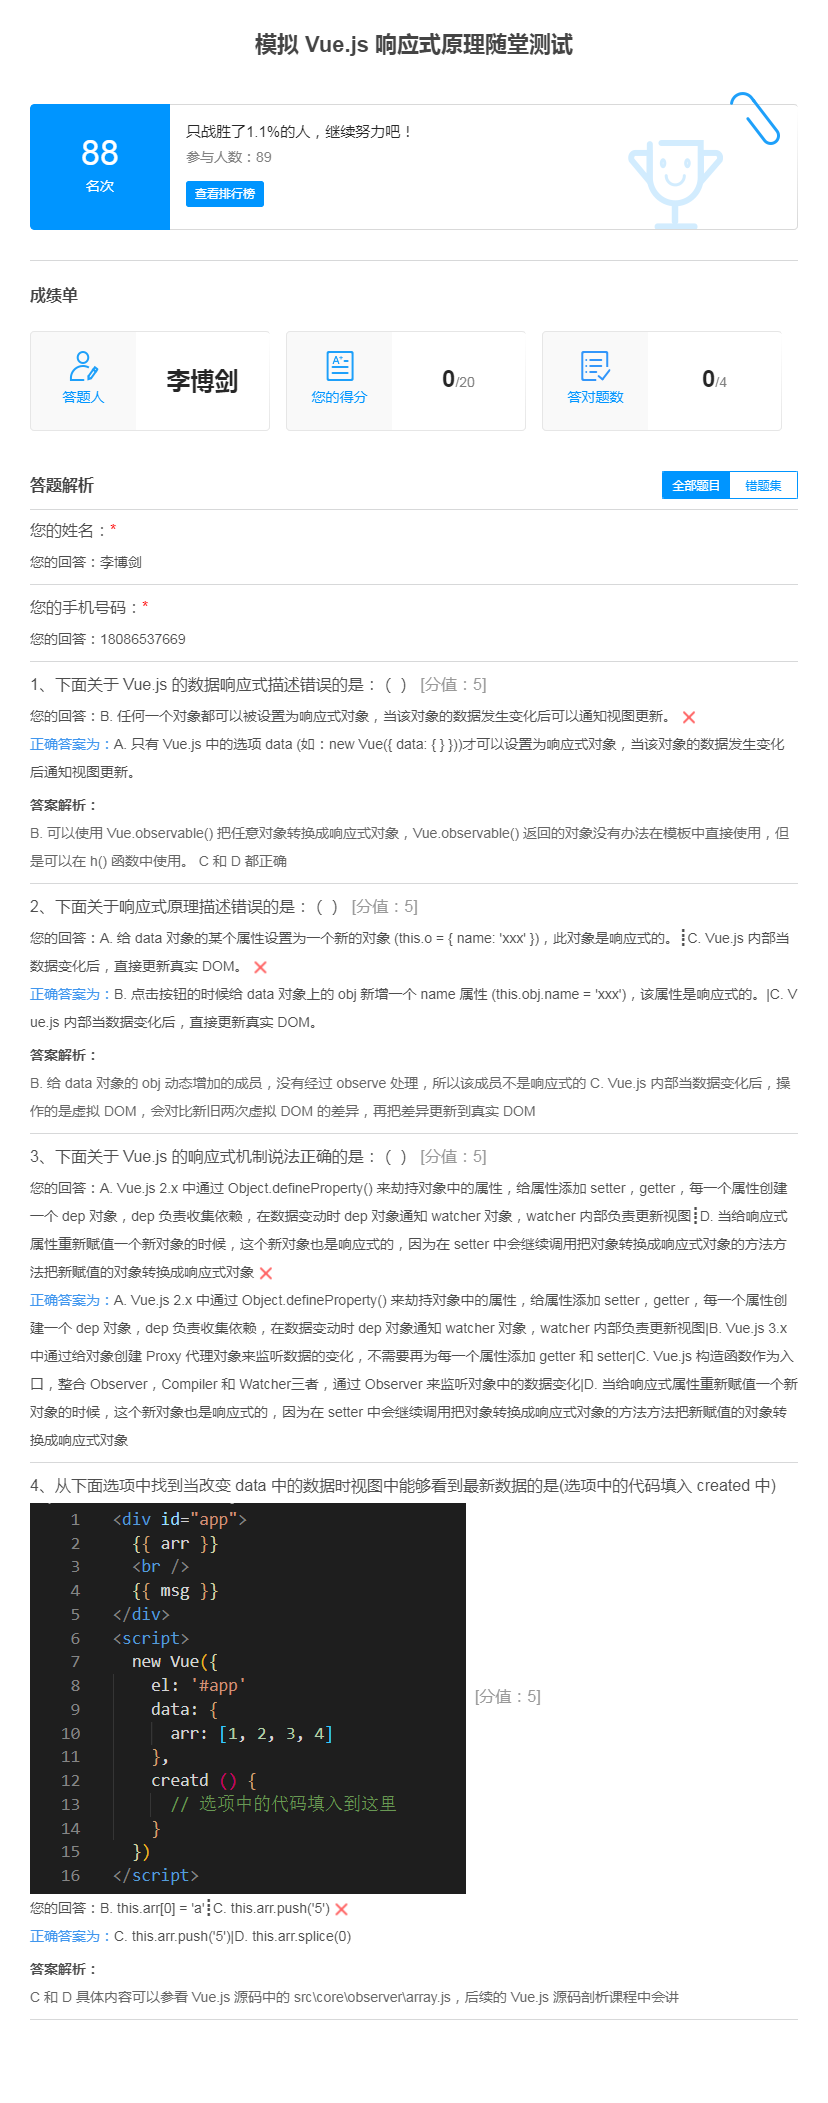 模拟 Vue.js 响应式原理随堂测试
88
名次
只战胜了1.1%的人，继续努力吧！
参与人数：89
查看排行榜
成绩单
答题人
李博剑
您的得分
0/20
答对题数
0/4
答题解析
全部题目
错题集
您的姓名：*
您的回答：李博剑
您的手机号码：*
您的回答：18086537669
1、下面关于 Vue.js 的数据响应式描述错误的是：（ ） [分值：5]
您的回答：B. 任何一个对象都可以被设置为响应式对象，当该对象的数据发生变化后可以通知视图更新。
正确答案为：A. 只有 Vue.js 中的选项 data (如：new Vue({ data: { } }))才可以设置为响应式对象，当该对象的数据发生变化
后通知视图更新。
答案解析：
B. 可以使用 Vue.observable() 把任意对象转换成响应式对象，Vue.observable() 返回的对象没有办法在模板中直接使用，但
是可以在 h() 函数中使用。 C 和 D 都正确
2、下面关于响应式原理描述错误的是：（ ） [分值：5]
您的回答：A. 给 data 对象的某个属性设置为一个新的对象 (this.o = { name: 'xxx' })，此对象是响应式的。┋C. Vue.js 内部当
数据变化后，直接更新真实 DOM。
正确答案为：B. 点击按钮的时候给 data 对象上的 obj 新增一个 name 属性 (this.obj.name = 'xxx')，该属性是响应式的。|C. V
ue.js 内部当数据变化后，直接更新真实 DOM。
答案解析：
B. 给 data 对象的 obj 动态增加的成员，没有经过 observe 处理，所以该成员不是响应式的 C. Vue.js 内部当数据变化后，操
作的是虚拟 DOM，会对比新旧两次虚拟 DOM 的差异，再把差异更新到真实 DOM
3、下面关于 Vue.js 的响应式机制说法正确的是：（ ） [分值：5]
您的回答：A. Vue.js 2.x 中通过 Object.defineProperty() 来劫持对象中的属性，给属性添加 setter，getter，每一个属性创建
一个 dep 对象，dep 负责收集依赖，在数据变动时 dep 对象通知 watcher 对象，watcher 内部负责更新视图┋D. 当给响应式
属性重新赋值一个新对象的时候，这个新对象也是响应式的，因为在 setter 中会继续调用把对象转换成响应式对象的方法方
法把新赋值的对象转换成响应式对象
正确答案为：A. Vue.js 2.x 中通过 Object.defineProperty() 来劫持对象中的属性，给属性添加 setter，getter，每一个属性创
建一个 dep 对象，dep 负责收集依赖，在数据变动时 dep 对象通知 watcher 对象，watcher 内部负责更新视图|B. Vue.js 3.x
中通过给对象创建 Proxy 代理对象来监听数据的变化，不需要再为每一个属性添加 getter 和 setter|C. Vue.js 构造函数作为入
口，整合 Observer，Compiler 和 Watcher三者，通过 Observer 来监听对象中的数据变化|D. 当给响应式属性重新赋值一个新
对象的时候，这个新对象也是响应式的，因为在 setter 中会继续调用把对象转换成响应式对象的方法方法把新赋值的对象转
换成响应式对象
4、从下面选项中找到当改变 data 中的数据时视图中能够看到最新数据的是(选项中的代码填入 created 中)
1 <div id="app">
2 {{ arr }}
3 <br />
4 {{ msg }}
5 </div>
6 <script>
7 new Vue({
8 el: '#app'
9 data: {
10 arr: [1, 2, 3, 4]
11 },
12 creatd () {
13 // 选项中的代码填入到这里
14 }
15 })
16 </script>
[分值：5]
您的回答：B. this.arr[0] = 'a'┋C. this.arr.push('5')
正确答案为：C. this.arr.push('5')|D. this.arr.splice(0)
答案解析：
C 和 D 具体内容可以参看 Vue.js 源码中的 src\core\observer\array.js，后续的 Vue.js 源码剖析课程中会讲